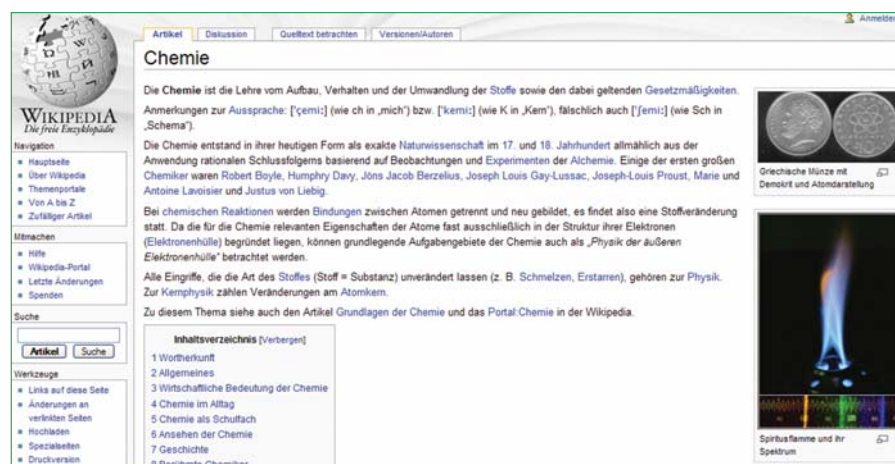 Anmelden
Artikel Diskussion Quelltext betrachten Versionen/Autoren
WIKIPEDIA
Die freie Enzyklopädie
Navigation
Hauptseite
Über Wikipedia
Themenportale
Von A bis Z
Zufälliger Artikel
Mitmachen
Hilfe
Wikipedia-Portal
Letzte Änderungen
Spenden
Suche
Artikel Suche
Werkzeuge
Links auf diese Seite
Änderungen an
verlinkten Seiten
Hochladen
Spezialseiten
Druckversion
Chemie
Die Chemie ist die Lehre vom Aufbau, Verhalten und der Umwandlung der Stoffe sowie den dabei geltenden Gesetzmäßigkeiten.
Anmerkungen zur Aussprache: [ˈçemiː] (wie ch in „mich“) bzw. [ˈkemiː] (wie K in „Kern“), fälschlich auch [ˈʃemiː] (wie Sch in
„Schema“).
Die Chemie entstand in ihrer heutigen Form als exakte Naturwissenschaft im 17. und 18. Jahrhundert allmählich aus der
Anwendung rationalen Schlussfolgerns basierend auf Beobachtungen und Experimenten der Alchemie. Einige der ersten großen
Chemiker waren Robert Boyle, Humphry Davy, Jöns Jacob Berzelius, Joseph Louis Gay-Lussac, Joseph-Louis Proust, Marie und
Antoine Lavoisier und Justus von Liebig.
Bei chemischen Reaktionen werden Bindungen zwischen Atomen getrennt und neu gebildet, es findet also eine Stoffveränderung
statt. Da die für die Chemie relevanten Eigenschaften der Atome fast ausschließlich in der Struktur ihrer Elektronen
(Elektronenhülle) begründet liegen, können grundlegende Aufgabengebiete der Chemie auch als „Physik der äußeren
Elektronenhülle“ betrachtet werden.
Alle Eingriffe, die die Art des Stoffes (Stoff = Substanz) unverändert lassen (z. B. Schmelzen, Erstarren), gehören zur Physik.
Zur Kernphysik zählen Veränderungen am Atomkern.
Zu diesem Thema siehe auch den Artikel Grundlagen der Chemie und das Portal:Chemie in der Wikipedia.
Inhaltsverzeichnis [Verbergen]
1 Wortherkunft
2 Allgemeines
3 Wirtschaftliche Bedeutung der Chemie
4 Chemie im Alltag
5 Chemie als Schulfach
6 Ansehen der Chemie
7 Geschichte
8 Berühmte Chemiker
Griechische Münze mit
Demokrit und Atomdarstellung
Spiritusflamme und ihr
Spektrum